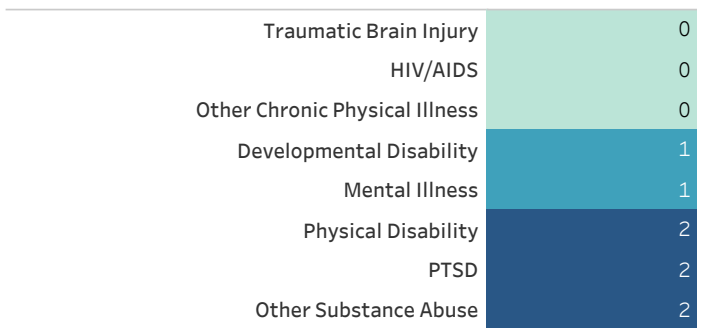 Traumatic Brain Injury 0
HIV/AIDS 0
Other Chronic Physical Illness 0
Developmental Disability 1
Mental Illness 1
Physical Disability 2
PTSD 2
Other Substance Abuse 2